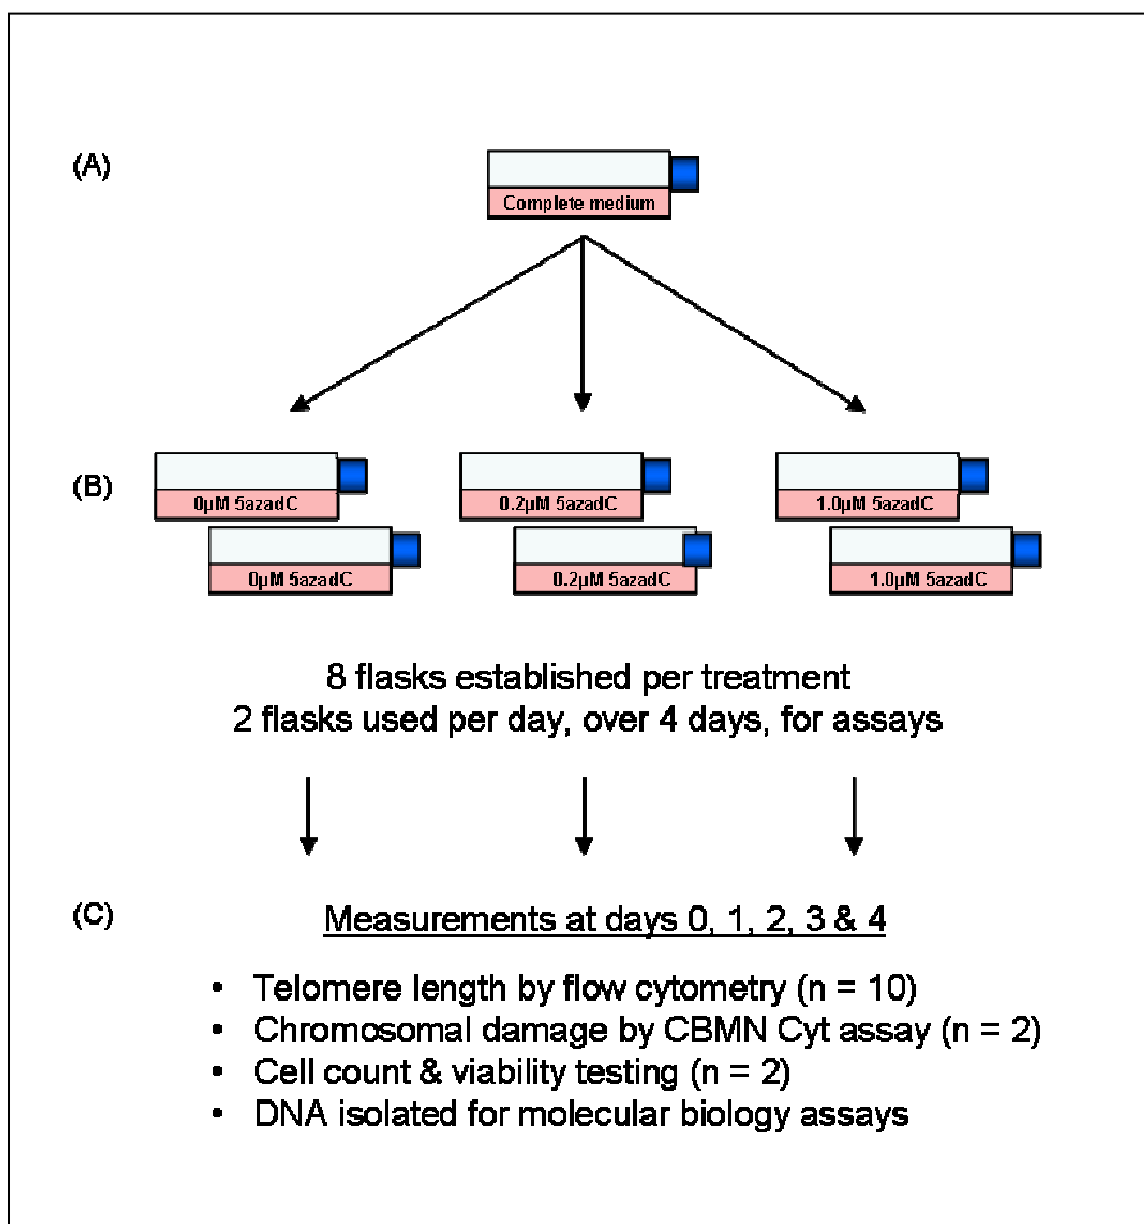 (A)
Complete medium
(B)
0µM 5azadC
0.2µM 5azadC
1.0µM 5azadC
0µM 5azadC
0.2µM 5azadC
1.0µM 5azadC
8 flasks established per treatment
2 flasks used per day, over 4 days, for assays
(C)
Measurements at days 0, 1, 2, 3 & 4
• Telomere length by flow cytometry (n = 10)
• Chromosomal damage by CBMN Cyt assay (n = 2)
• Cell count & viability testing (n = 2)
• DNA isolated for molecular biology assays